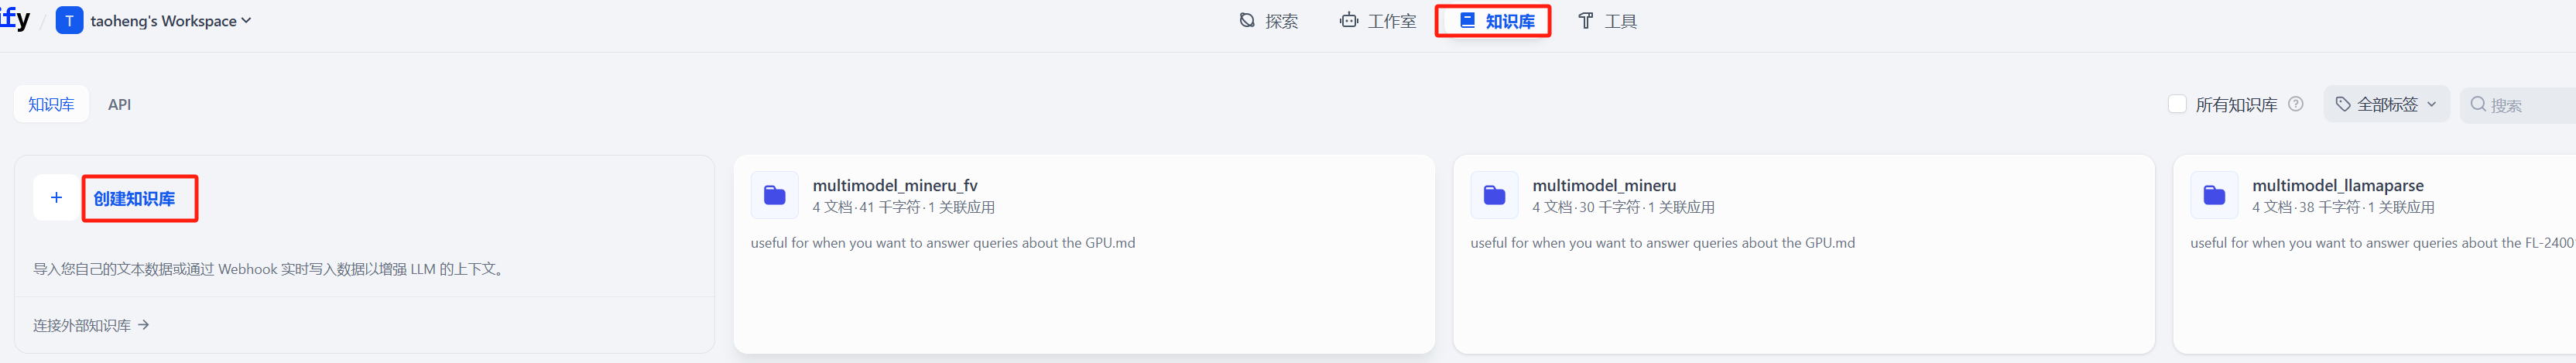 ify / T taoheng's Workspace 探索 工作室 知识库 工具
知识库 API 所有知识库 全部标签 搜索
+ 创建知识库
导入您自己的文本数据或通过 Webhook 实时写入数据以增强 LLM 的上下文。
连接外部知识库 →
multimodel_mineru_fv
4 文档·41 千字符·1 关联应用
useful for when you want to answer queries about the GPU.md
multimodel_mineru
4 文档·30 千字符·1 关联应用
useful for when you want to answer queries about the GPU.md
multimodel_llamaparse
4 文档·38 千字符·1 关联应用
useful for when you want to answer queries about the FL-2400